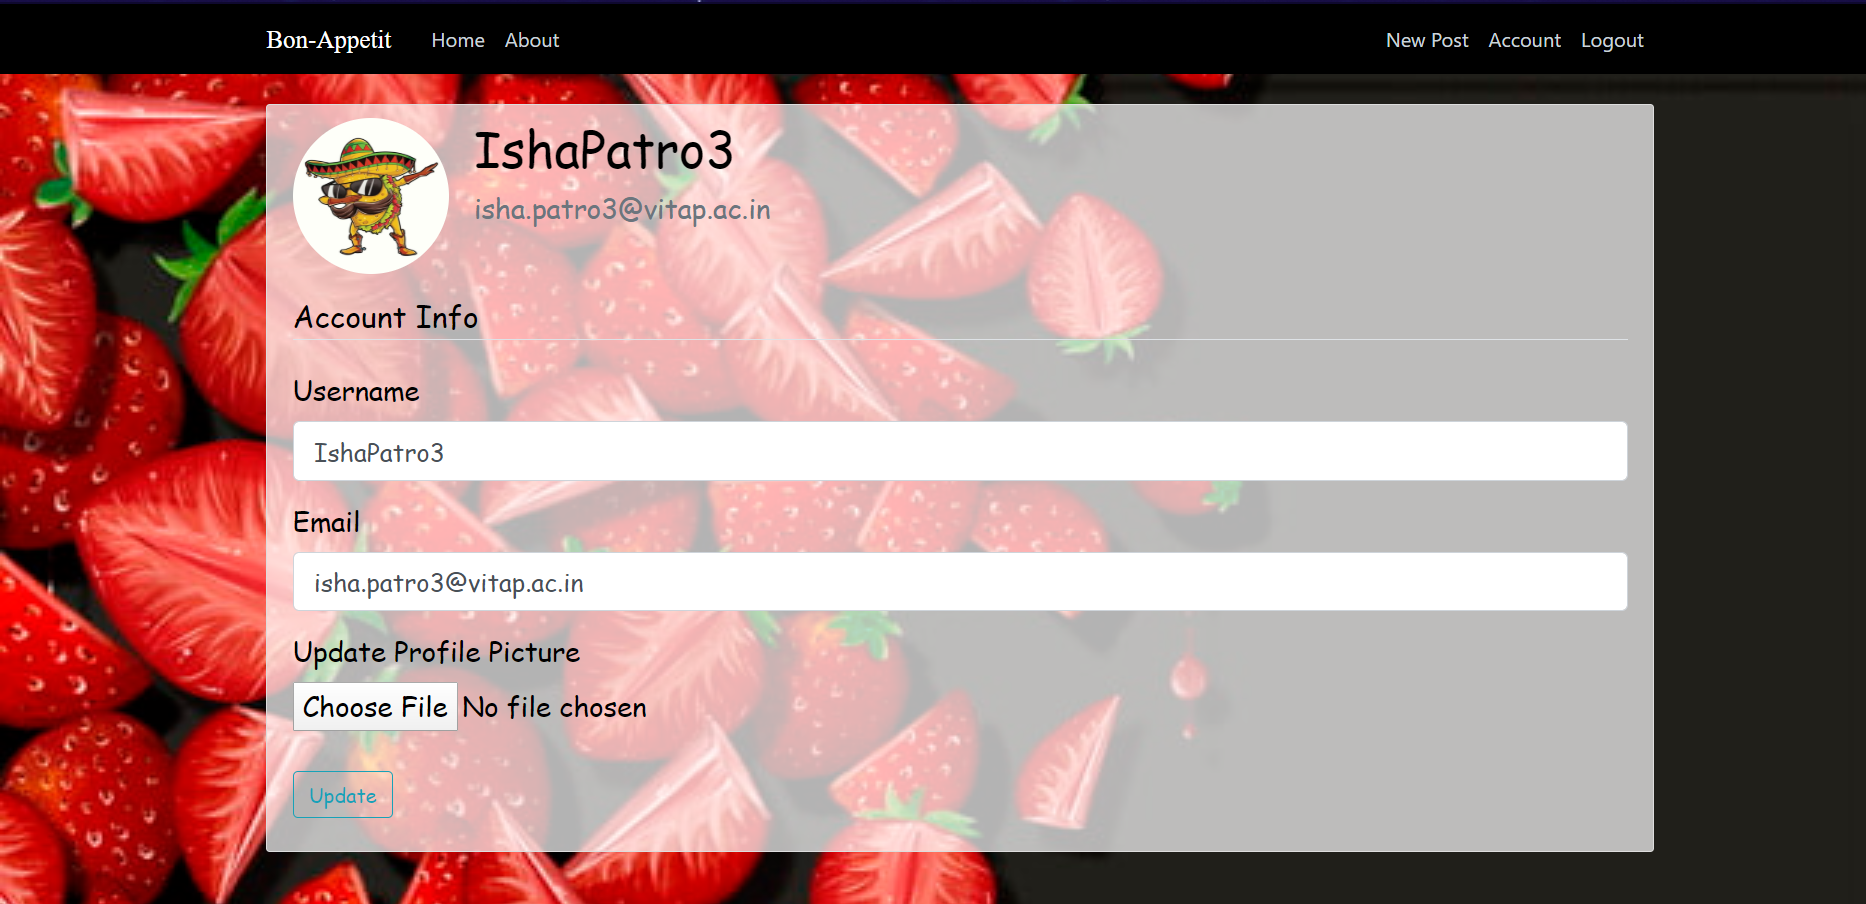 Bon-Appetit Home About New Post Account Logout
IshaPatro3
isha.patro3@vitap.ac.in
Account Info
Username
IshaPatro3
Email
isha.patro3@vitap.ac.in
Update Profile Picture
Choose File No file chosen
Update